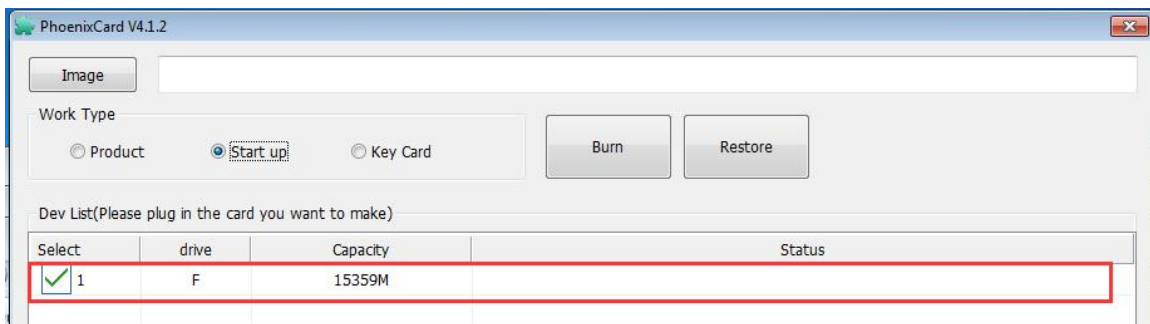 PhoenixCard V4.1.2
Image
Work Type
Product Start up Key Card
Burn Restore
Dev List(Please plug in the card you want to make)
Select drive Capacity Status
1 F 15359M